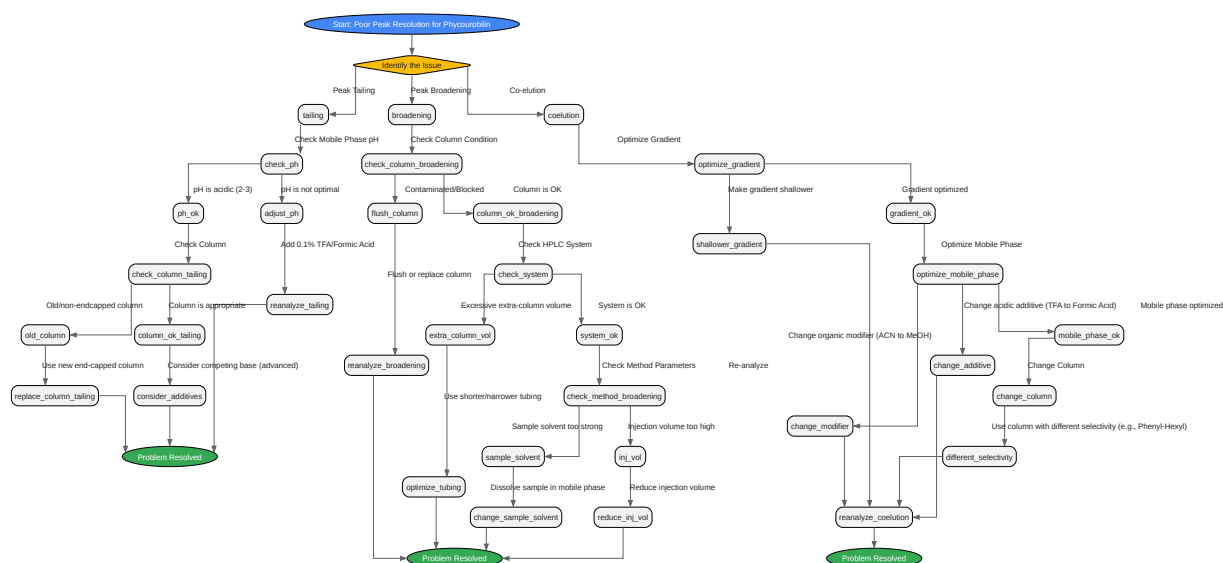 Start: Poor Peak Resolution for Phycourobilin
Identify the Issue
Peak Tailing
Peak Broadening
Co-elution
tailing
broadening
coelution
Check Mobile Phase pH
Check Column Condition
Optimize Gradient
check_ph
check_column_broadening
optimize_gradient
pH is acidic (2-3)
pH is not optimal
Contaminated/Blocked
Column is OK
Make gradient shallower
Gradient optimized
ph_ok
adjust_ph
flush_column
column_ok_broadening
gradient_ok
Check Column
Add 0.1% TFA/Formic Acid
Check HPLC System
shallower_gradient
Optimize Mobile Phase
check_column_tailing
Flush or replace column
check_system
optimize_mobile_phase
Old/non-endcapped column
Column is appropriate
reanalyze_tailing
Excessive extra-column volume
System is OK
Change acidic additive (TFA to Formic Acid)
Mobile phase optimized
old_column
column_ok_tailing
extra_column_vol
system_ok
Change organic modifier (ACN to MeOH)
mobile_phase_ok
Use new end-capped column
Consider competing base (advanced)
reanalyze_broadening
Check Method Parameters
Re-analyze
change_additive
Change Column
replace_column_tailing
consider_additives
Use shorter/narrower tubing
check_method_broadening
change_column
Sample solvent too strong
Injection volume too high
change_modifier
Use column with different selectivity (e.g., Phenyl-Hexyl)
Problem Resolved
sample_solvent
inj_vol
different_selectivity
optimize_tubing
Dissolve sample in mobile phase
Reduce injection volume
change_sample_solvent
reduce_inj_vol
reanalyze_coelution
Problem Resolved
Problem Resolved